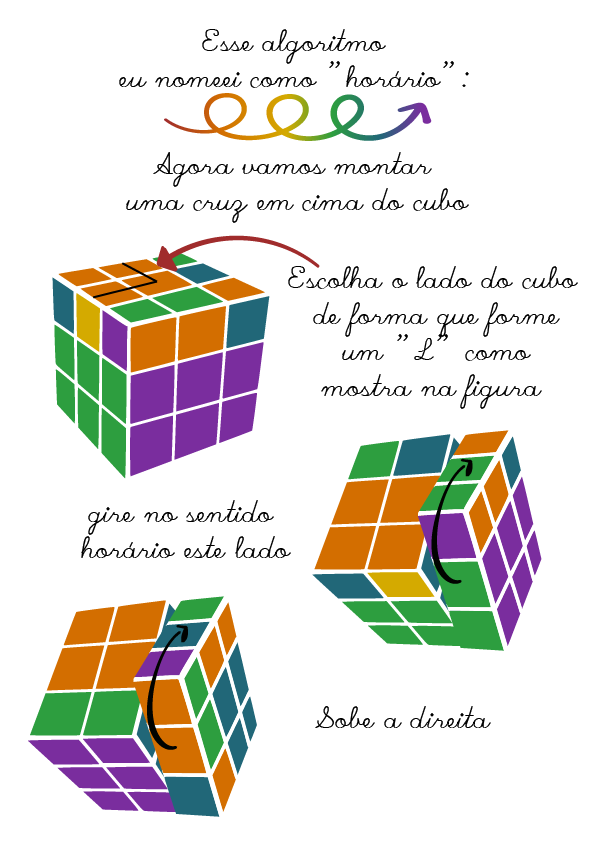 Esse algoritmo
eu nomeei como "horário":
Agora vamos montar
uma cruz em cima do cubo
Escolha o lado do cubo
de forma que forme
um "L" como
mostra na figura
gire no sentido
horário este lado
Sobe a direita